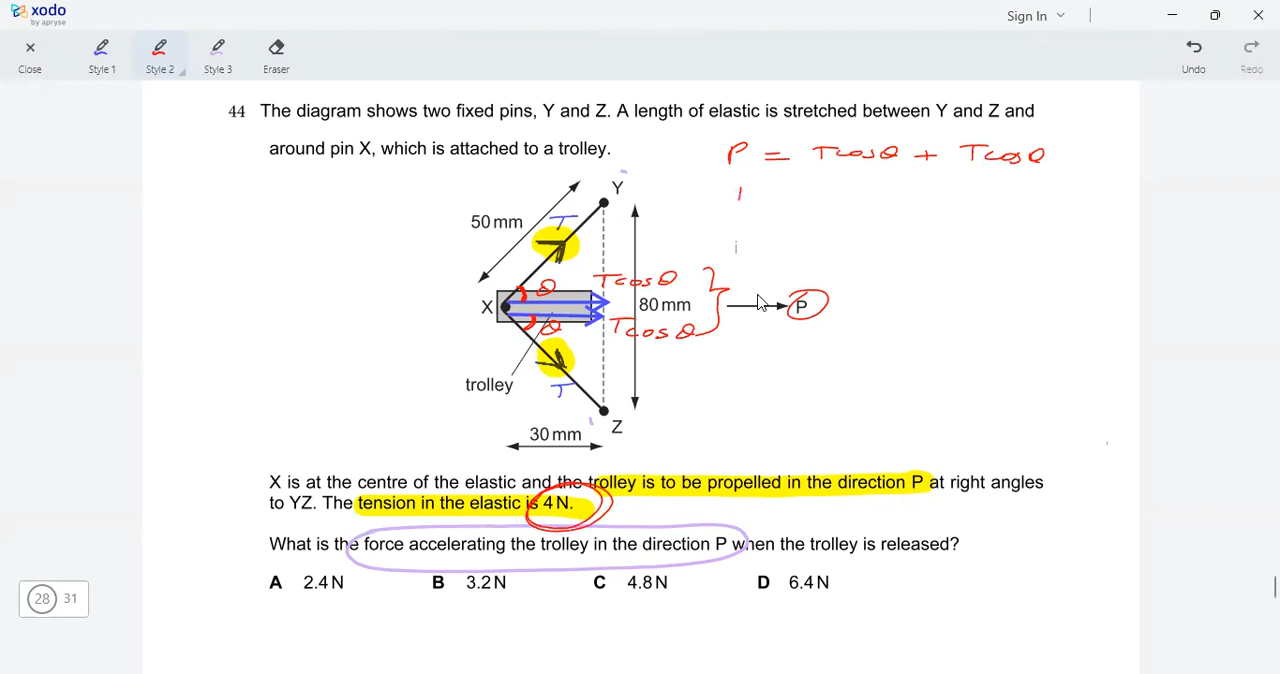 xodo
by apryse
Sign In
Close
Style 1
Style 2
Style 3
Eraser
Undo
Redo
44 The diagram shows two fixed pins, Y and Z. A length of elastic is stretched between Y and Z and
around pin X, which is attached to a trolley.
P = Tcosθ + Tcosθ
Y
50 mm
T
θ
Tcosθ
X
80 mm
P
θ
Tcosθ
trolley
T
Z
30 mm
X is at the centre of the elastic and the trolley is to be propelled in the direction P at right angles
to YZ. The tension in the elastic is 4 N.
What is the force accelerating the trolley in the direction P when the trolley is released?
A 2.4 N B 3.2 N C 4.8 N D 6.4 N
28 31